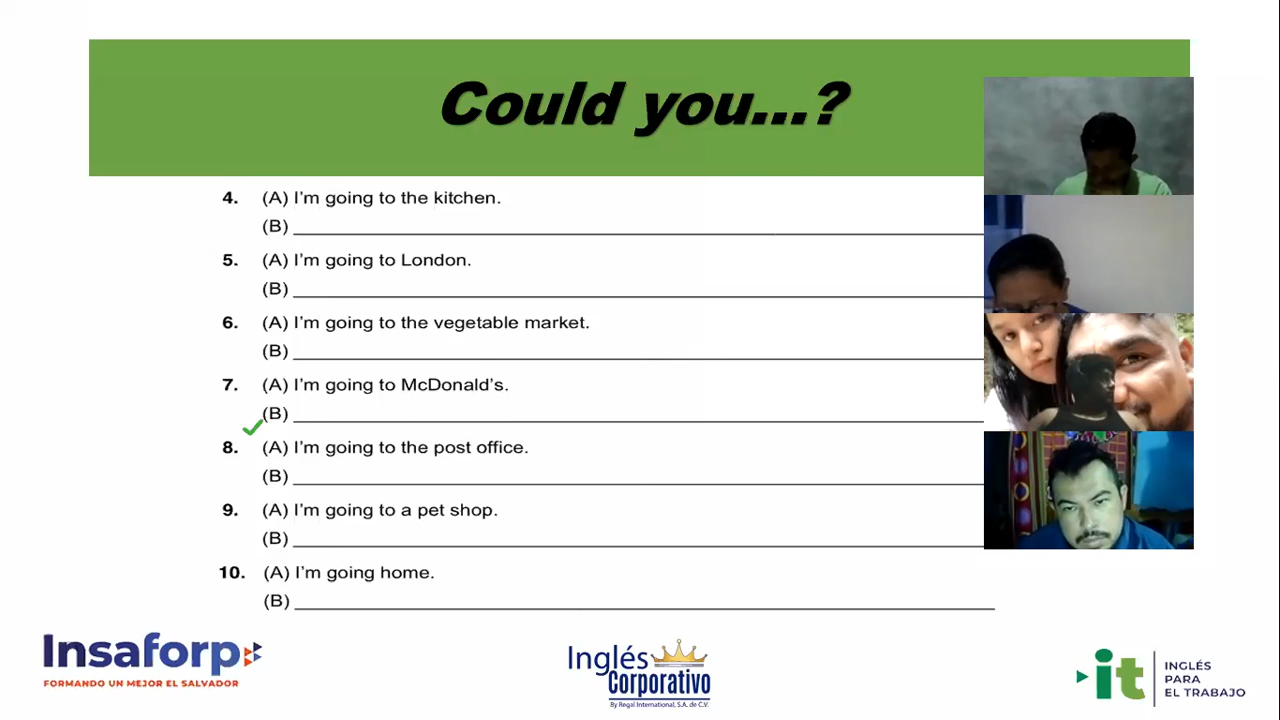 Could you...?
4. (A) I'm going to the kitchen.
(B)
5. (A) I'm going to London.
(B)
6. (A) I'm going to the vegetable market.
(B)
7. (A) I'm going to McDonald's.
(B)
8. (A) I'm going to the post office.
(B)
9. (A) I'm going to a pet shop.
(B)
10. (A) I'm going home.
(B)
Insaforp
FORMANDO UN MEJOR EL SALVADOR
Inglés
Corporativo
By Regal International, S.A. de C.V.
it
INGLÉS
PARA
EL TRABAJO